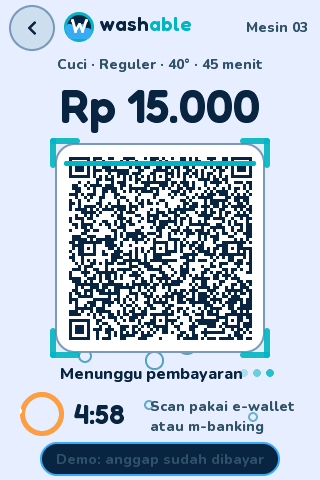 washable
Mesin 03
Cuci · Reguler · 40° · 45 menit
Rp 15.000
Menunggu pembayaran
4:58
Scan pakai e-wallet
atau m-banking
Demo: anggap sudah dibayar